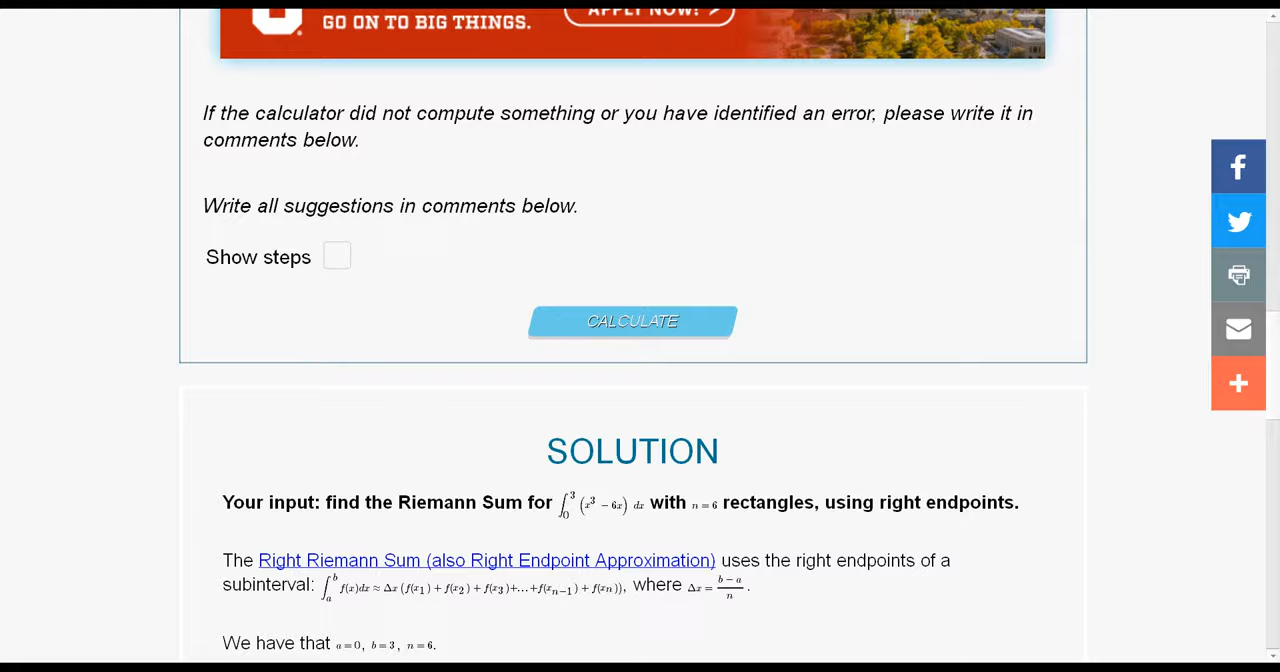 GO ON TO BIG THINGS.
APPLY NOW! >
If the calculator did not compute something or you have identified an error, please write it in
comments below.
Write all suggestions in comments below.
Show steps
CALCULATE
SOLUTION
Your input: find the Riemann Sum for ∫₀³ (x³ − 6x) dx with n = 6 rectangles, using right endpoints.
The Right Riemann Sum (also Right Endpoint Approximation) uses the right endpoints of a
subinterval: ∫ₐᵇ f(x)dx ≈ Δx (f(x₁) + f(x₂) + f(x₃)+...+f(xₙ₋₁) + f(xₙ)), where Δx = (b − a)/n .
We have that a = 0, b = 3, n = 6.